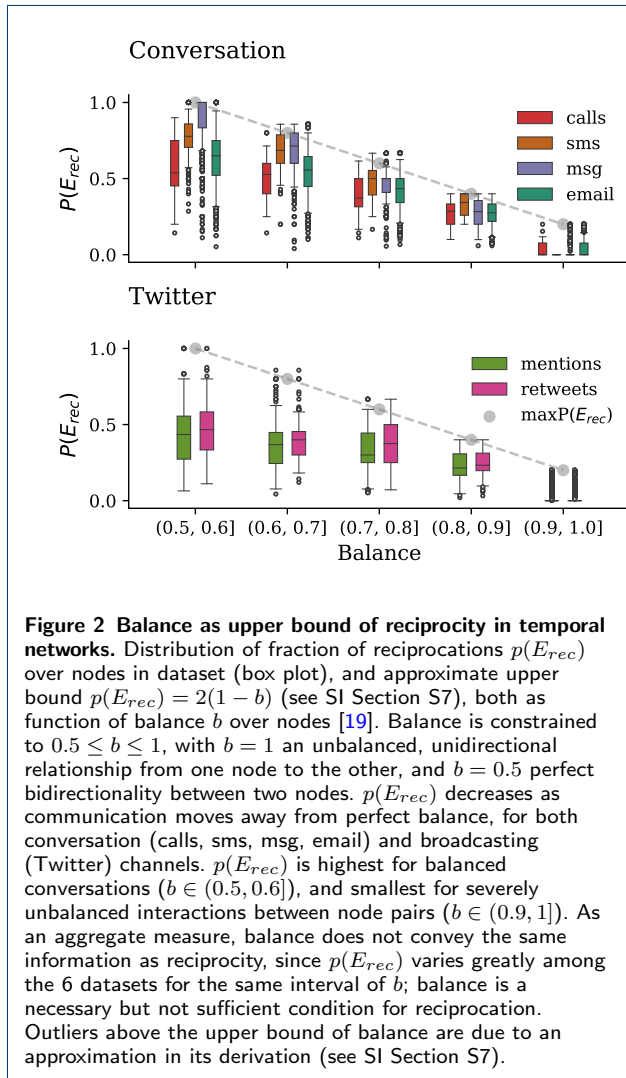 Conversation
1.0
0.5
0.0
P(E_rec)
calls
sms
msg
email
Twitter
1.0
0.5
0.0
P(E_rec)
mentions
retweets
maxP(E_rec)
(0.5, 0.6] (0.6, 0.7] (0.7, 0.8] (0.8, 0.9] (0.9, 1.0]
Balance
Figure 2 Balance as upper bound of reciprocity in temporal
networks. Distribution of fraction of reciprocations p(E_rec)
over nodes in dataset (box plot), and approximate upper
bound p(E_rec) = 2(1 − b) (see SI Section S7), both as
function of balance b over nodes [19]. Balance is constrained
to 0.5 ≤ b ≤ 1, with b = 1 an unbalanced, unidirectional
relationship from one node to the other, and b = 0.5 perfect
bidirectionality between two nodes. p(E_rec) decreases as
communication moves away from perfect balance, for both
conversation (calls, sms, msg, email) and broadcasting
(Twitter) channels. p(E_rec) is highest for balanced
conversations (b ∈ (0.5, 0.6]), and smallest for severely
unbalanced interactions between node pairs (b ∈ (0.9, 1]). As
an aggregate measure, balance does not convey the same
information as reciprocity, since p(E_rec) varies greatly among
the 6 datasets for the same interval of b; balance is a
necessary but not sufficient condition for reciprocation.
Outliers above the upper bound of balance are due to an
approximation in its derivation (see SI Section S7).